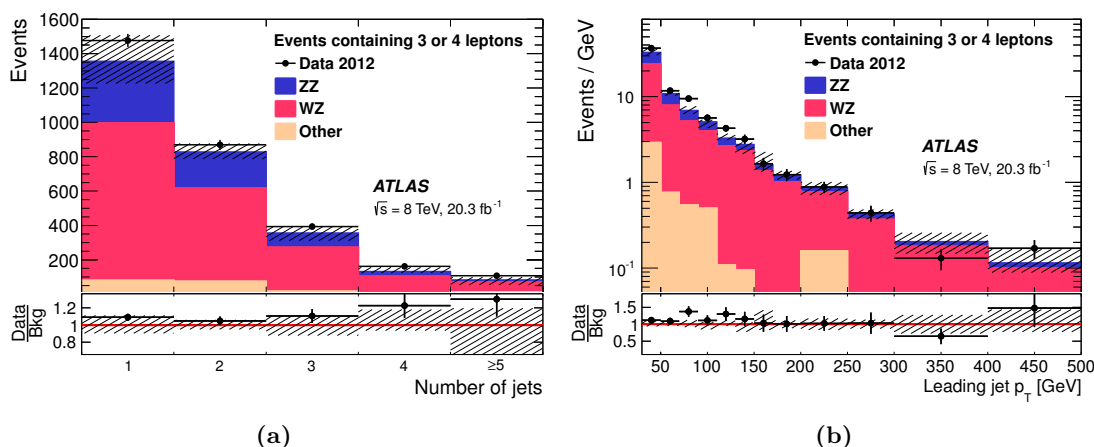 Events
1600
1400
1200
1000
800
600
400
200
Events containing 3 or 4 leptons
Data 2012
ZZ
WZ
Other
ATLAS
√s = 8 TeV, 20.3 fb⁻¹
Data
Bkg
1.2
1
0.8
1 2 3 4 ≥5
Number of jets
(a)
Events / GeV
10
1
10⁻¹
Events containing 3 or 4 leptons
Data 2012
ZZ
WZ
Other
ATLAS
√s = 8 TeV, 20.3 fb⁻¹
Data
Bkg
1.5
1
0.5
50 100 150 200 250 300 350 400 450 500
Leading jet p_T [GeV]
(b)